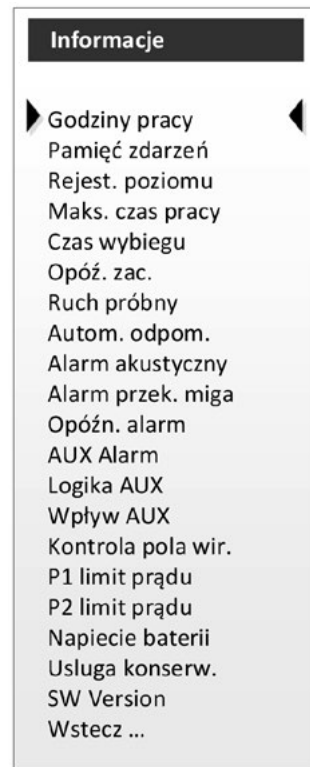 Informacje
Godziny pracy
Pamięć zdarzeń
Rejest. poziomu
Maks. czas pracy
Czas wybiegu
Opóź. zac.
Ruch próbny
Autom. odpom.
Alarm akustyczny
Alarm przek. miga
Opóźn. alarm
AUX Alarm
Logika AUX
Wpływ AUX
Kontrola pola wir.
P1 limit prądu
P2 limit prądu
Napiecie baterii
Usluga konserw.
SW Version
Wstecz ...